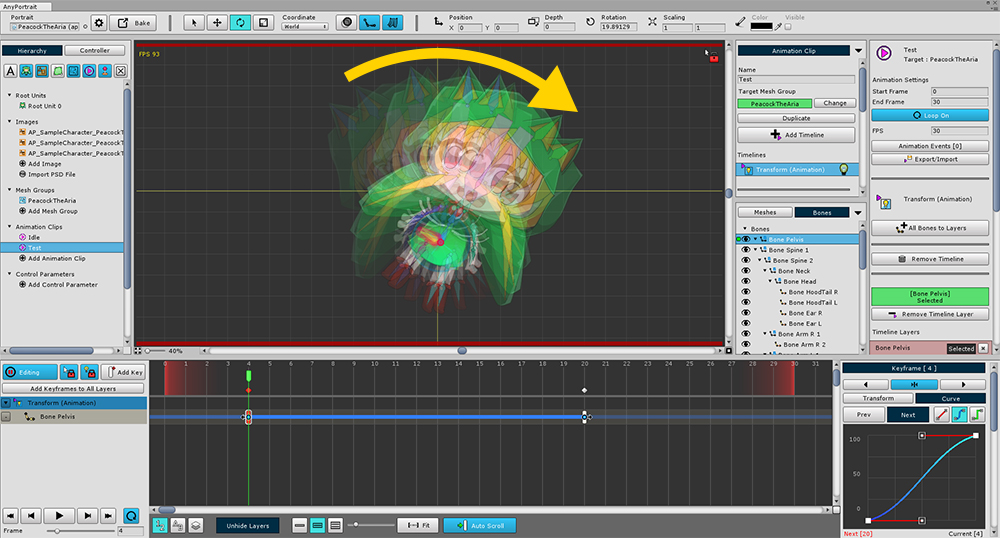 AnyPortrait
Portrait
PeacockTheAria (ap
Bake
Coordinate
World
Position
0
0
Depth
0
Rotation
19.89129
Scaling
1
1
Color
Visible
Hierarchy
Controller
Root Units
Root Unit 0
Images
AP_SampleCharacter_PeacockT
AP_SampleCharacter_PeacockT
AP_SampleCharacter_PeacockT
Add Image
Import PSD File
Mesh Groups
PeacockTheAria
Add Mesh Group
Animation Clips
Idle
Test
Add Animation Clip
Control Parameters
Add Control Parameter
FPS 93
40%
Animation Clip
Name
Test
Target Mesh Group
PeacockTheAria
Change
Duplicate
Add Timeline
Timelines
Transform (Animation)
Meshes
Bones
Bones
Bone Pelvis
Bone Spine 1
Bone Spine 2
Bone Neck
Bone Head
Bone HoodTail R
Bone HoodTail L
Bone Ear R
Bone Ear L
Bone Arm R 1
Bone Arm R 2
Test
Target : PeacockTheAria
Animation Settings
Start Frame 0
End Frame 30
Loop On
FPS 30
Animation Events [0]
Export/Import
Transform (Animation)
All Bones to Layers
Remove Timeline
[Bone Pelvis]
Selected
Remove Timeline Layer
Timeline Layers
Bone Pelvis Selected
Editing
Add Key
Add Keyframes to All Layers
Transform (Animation)
Bone Pelvis
Frame 4
0 1 2 3 4 5 6 7 8 9 10 11 12 13 14 15 16 17 18 19 20 21 22 23 24 25 26 27 28 29 30 31
Unhide Layers
Fit
Auto Scroll
Keyframe [ 4 ]
Transform
Curve
Prev
Next
100
50
0
Next [20]
Current [4]